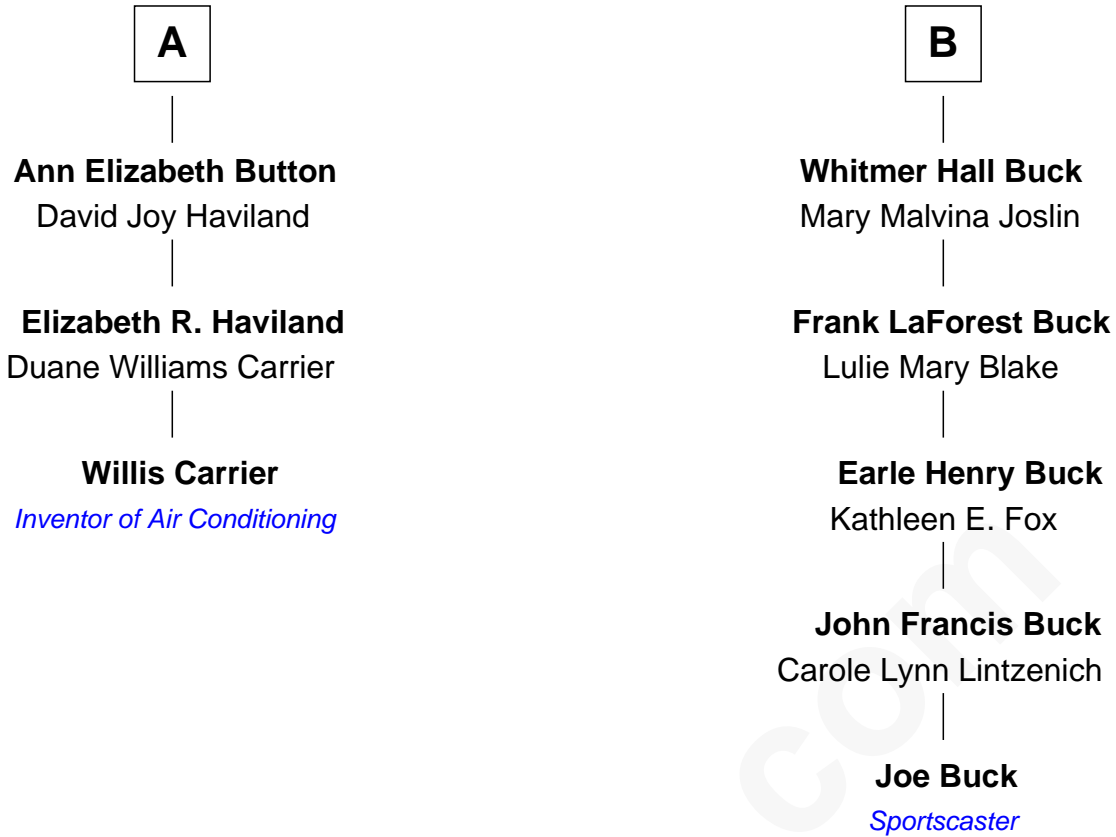 A
Ann Elizabeth Button
David Joy Haviland
Elizabeth R. Haviland
Duane Williams Carrier
Willis Carrier
Inventor of Air Conditioning
B
Whitmer Hall Buck
Mary Malvina Joslin
Frank LaForest Buck
Lulie Mary Blake
Earle Henry Buck
Kathleen E. Fox
John Francis Buck
Carole Lynn Lintzenich
Joe Buck
Sportscaster
com